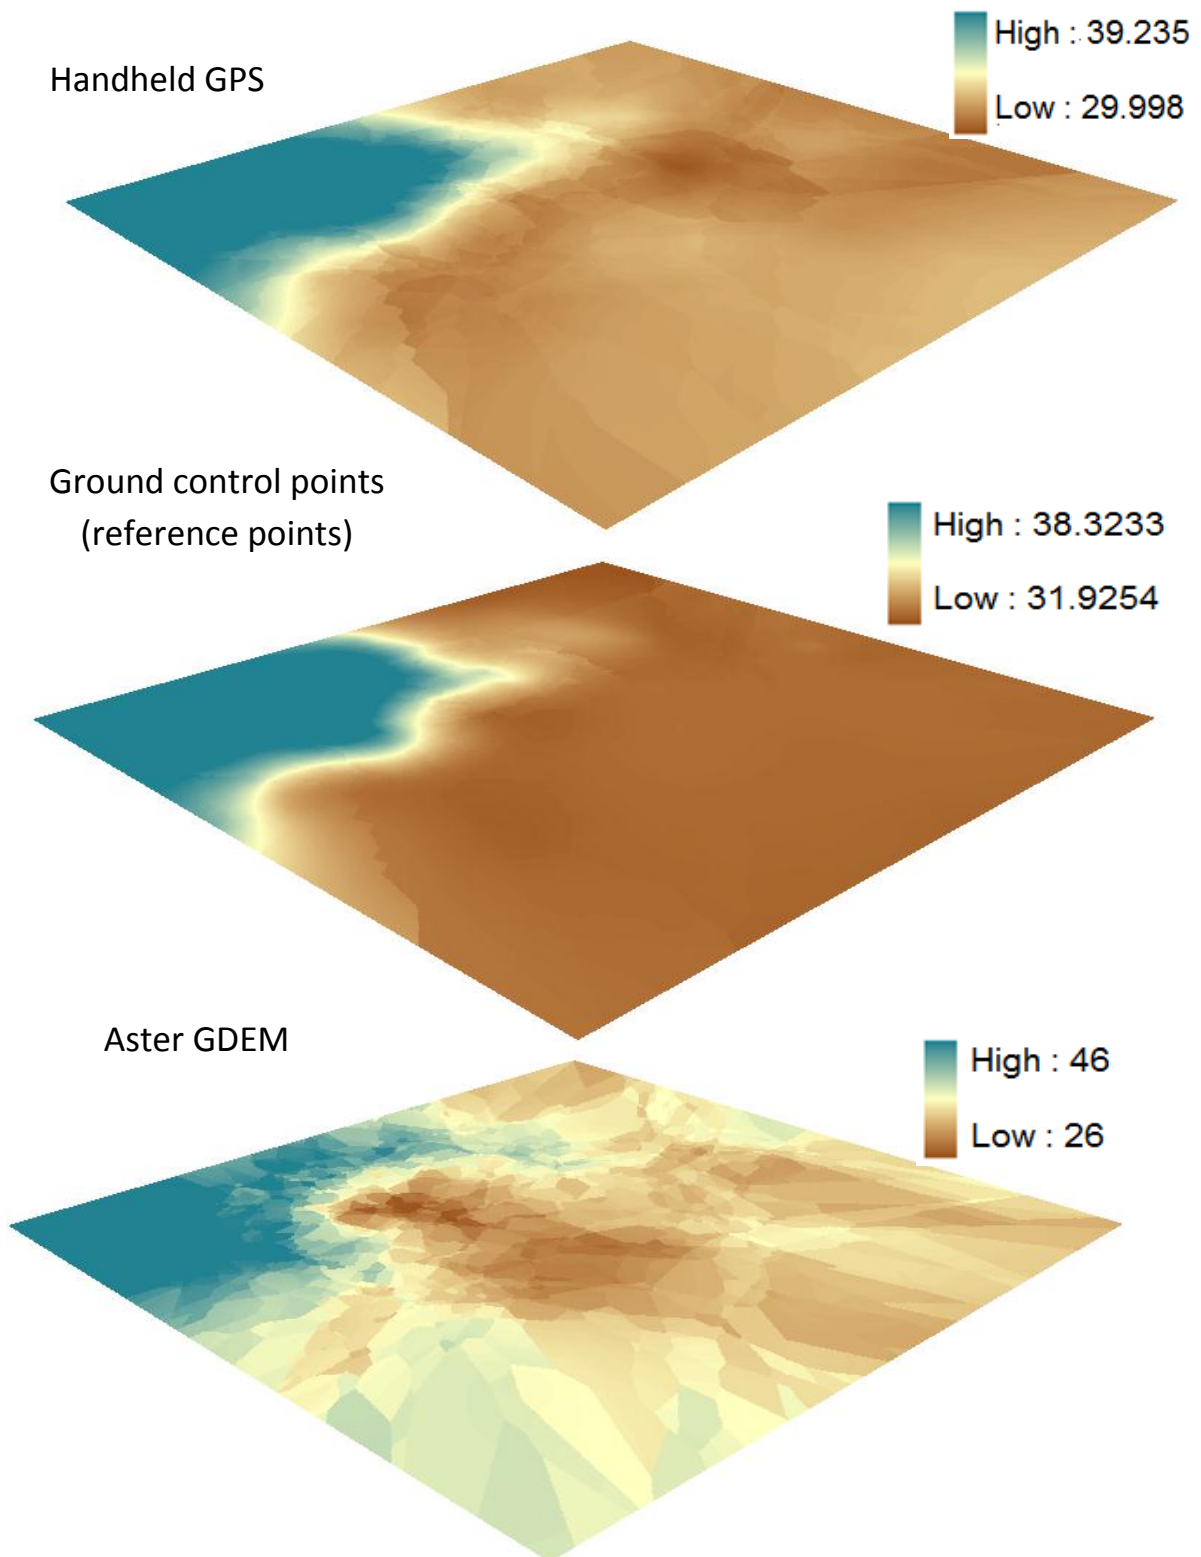 Handheld GPS
High : 39.235
Low : 29.998
Ground control points
(reference points)
High : 38.3233
Low : 31.9254
Aster GDEM
High : 46
Low : 26